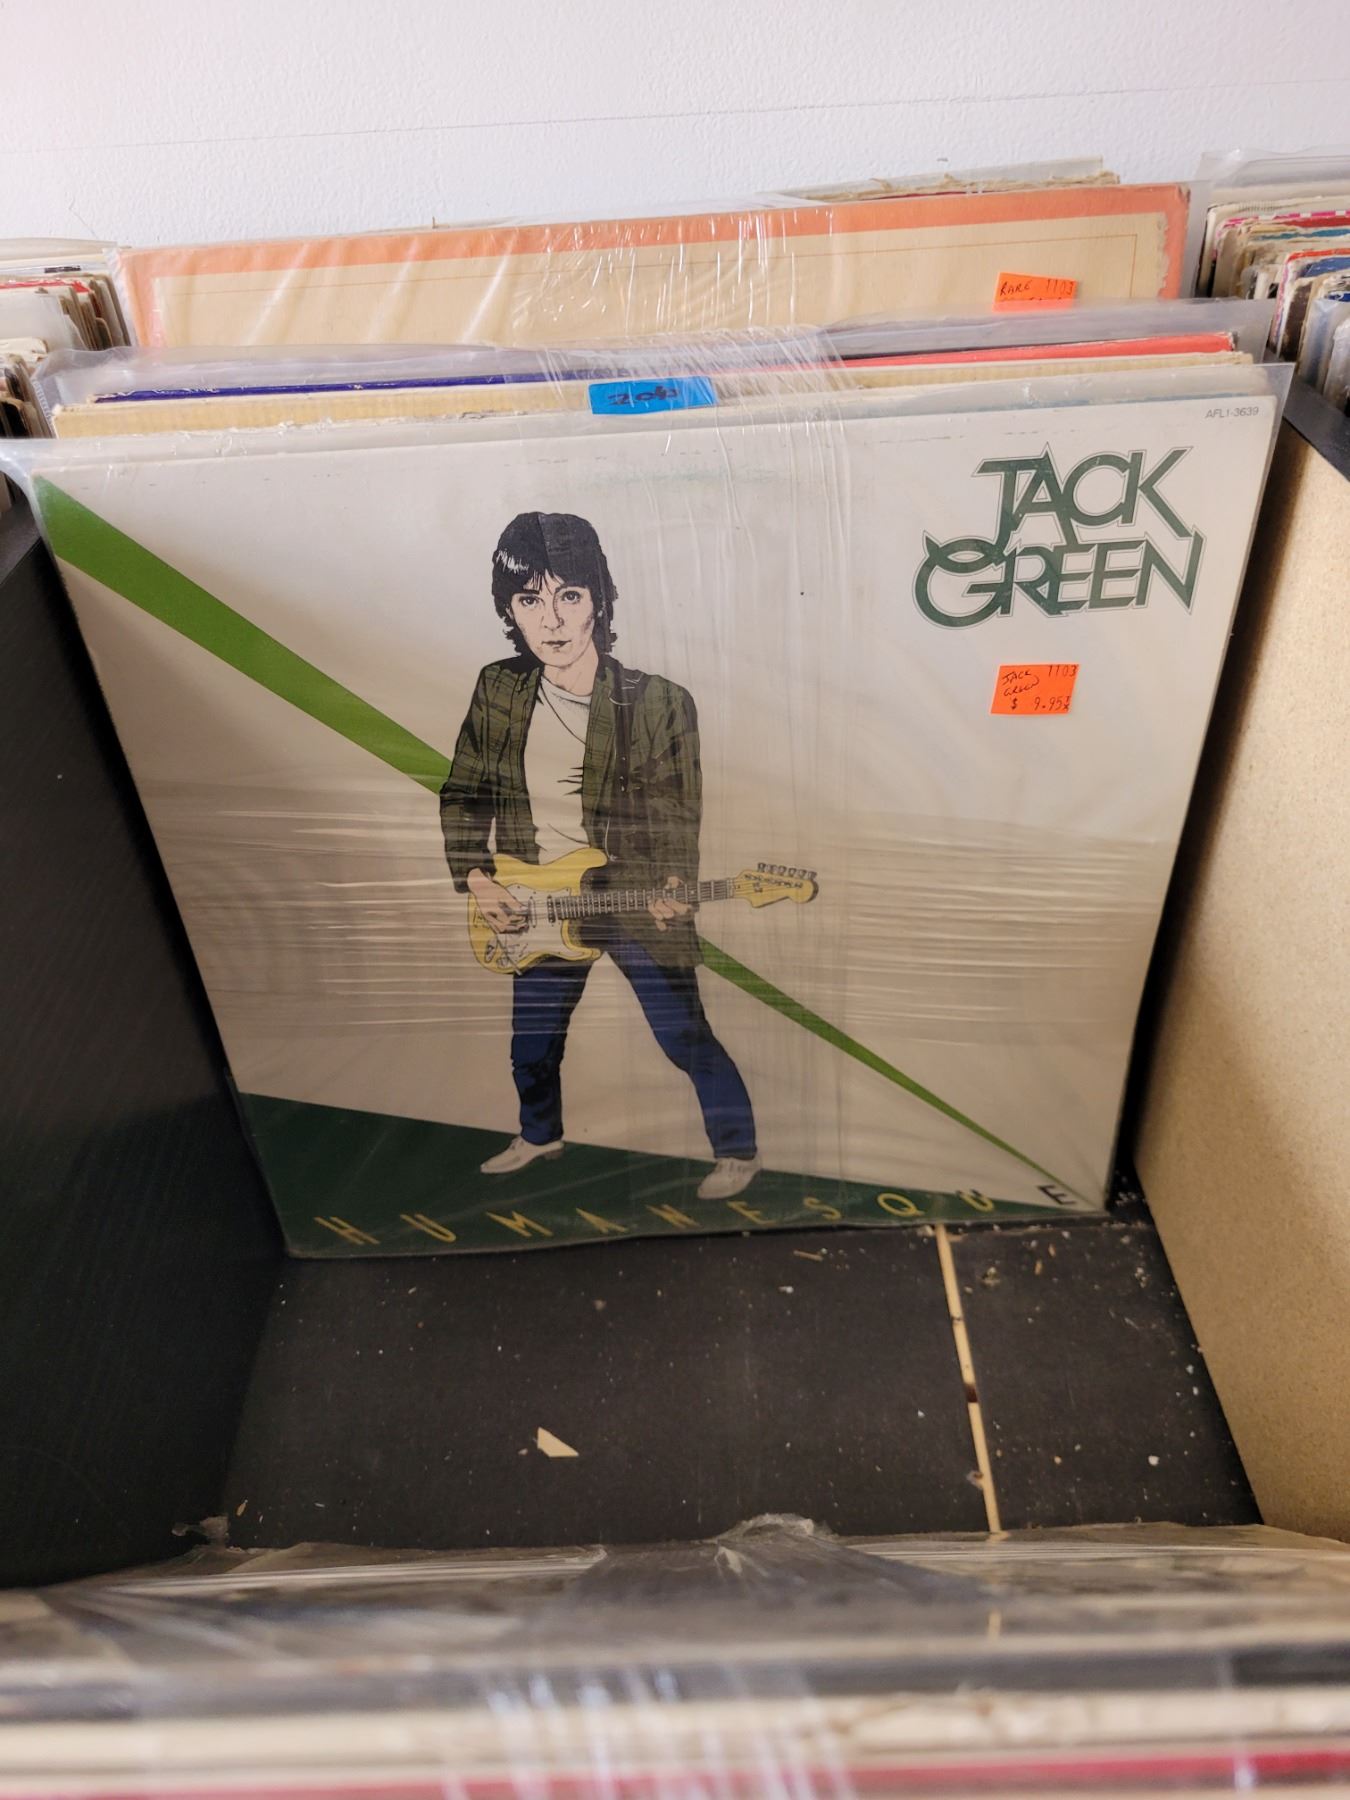 RARE 1103
AFL1-3639
JACK
GREEN
JACK 1103
GREEN
$ 9.95
HUMANESQUE